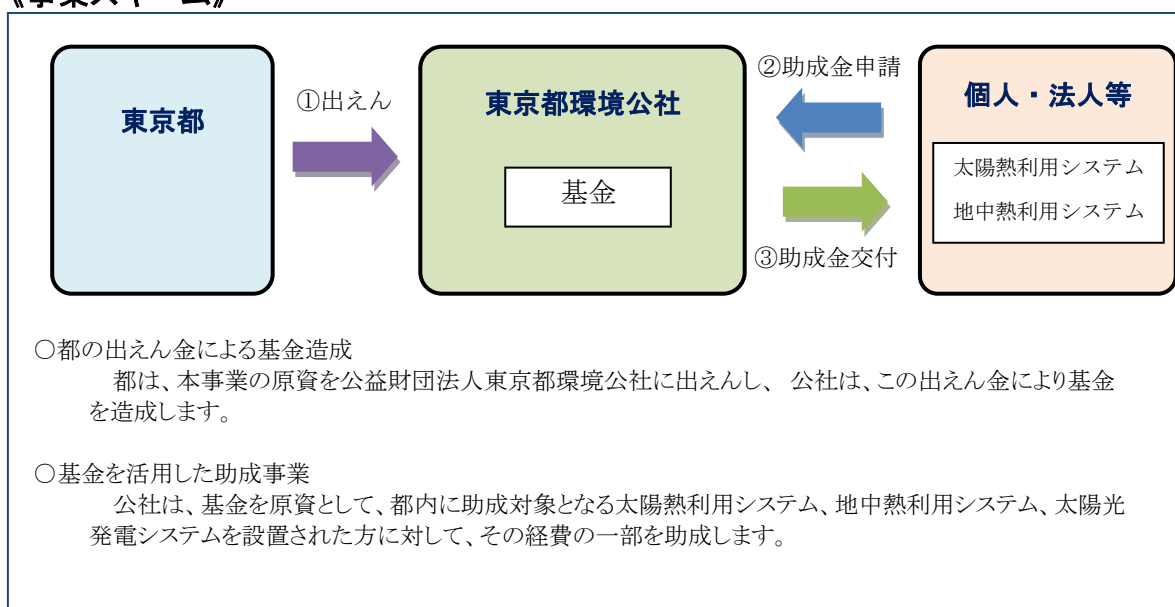 《事業スキーム》
東京都
①出えん
東京都環境公社
基金
②助成金申請
③助成金交付
個人・法人等
太陽熱利用システム
地中熱利用システム
○都の出えん金による基金造成
都は、本事業の原資を公益財団法人東京都環境公社に出えんし、 公社は、この出えん金により基金
を造成します。
○基金を活用した助成事業
公社は、基金を原資として、都内に助成対象となる太陽熱利用システム、地中熱利用システム、太陽光
発電システムを設置された方に対して、その経費の一部を助成します。